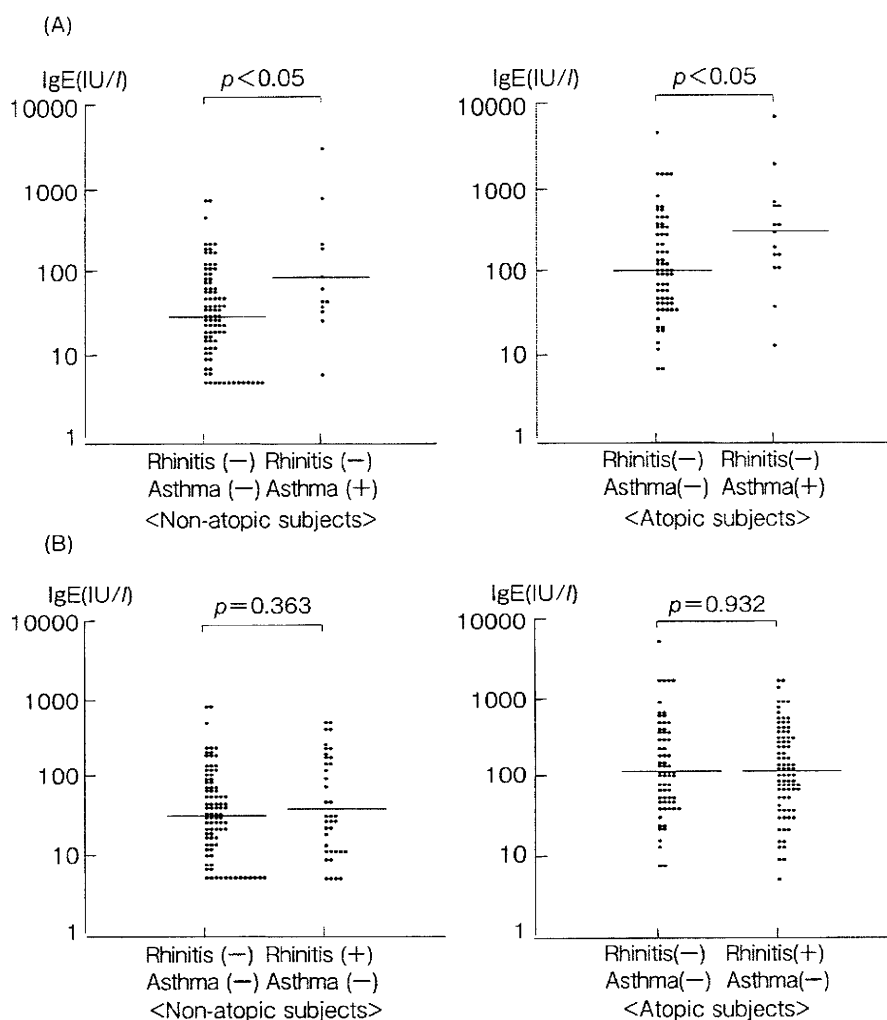 (A)
IgE(IU/l)
p<0.05
10000
1000
100
10
1
Rhinitis (−) Rhinitis (−)
Asthma (−) Asthma (+)
<Non-atopic subjects>
IgE(IU/l)
p<0.05
10000
1000
100
10
1
Rhinitis(−) Rhinitis(−)
Asthma(−) Asthma(+)
<Atopic subjects>
(B)
IgE(IU/l)
p=0.363
10000
1000
100
10
1
Rhinitis (−) Rhinitis (+)
Asthma (−) Asthma (−)
<Non-atopic subjects>
IgE(IU/l)
p=0.932
10000
1000
100
10
1
Rhinitis(−) Rhinitis(+)
Asthma(−) Asthma(−)
<Atopic subjects>